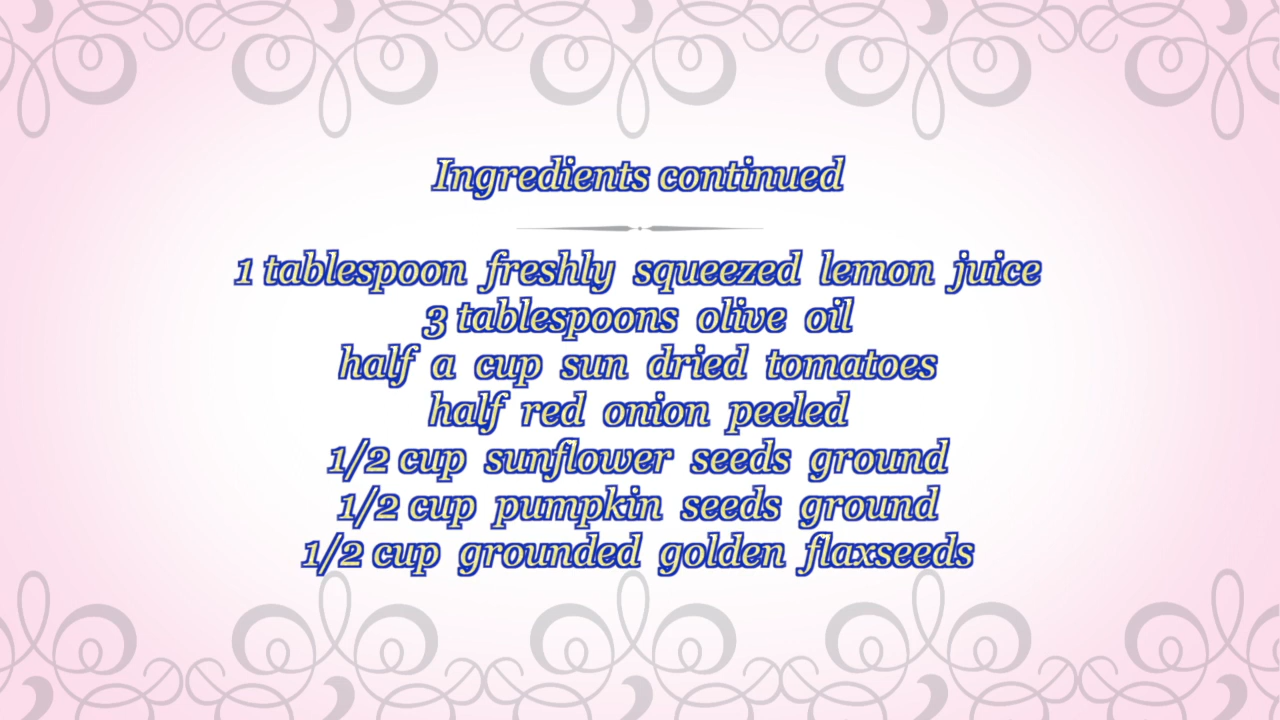 Ingredients continued
1 tablespoon freshly squeezed lemon juice
3 tablespoons olive oil
half a cup sun dried tomatoes
half red onion peeled
1/2 cup sunflower seeds ground
1/2 cup pumpkin seeds ground
1/2 cup grounded golden flaxseeds